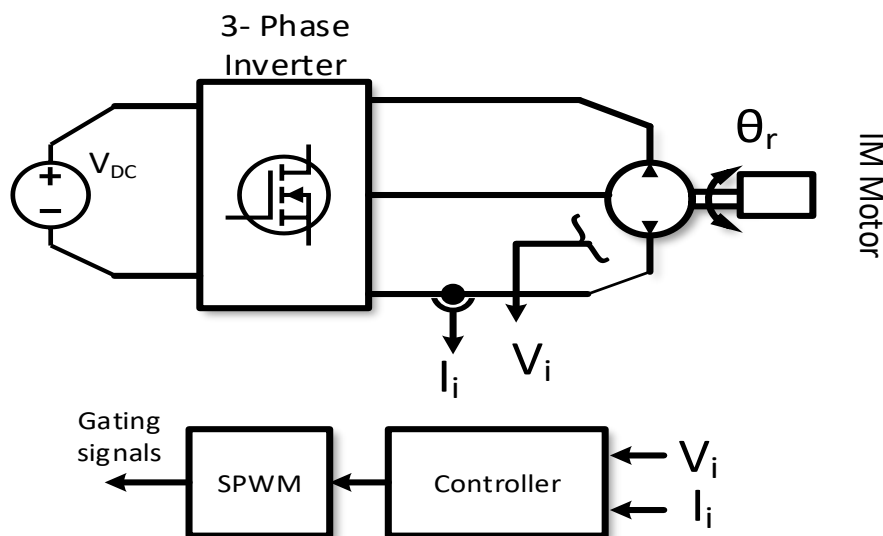 3- Phase
Inverter
V_DC
+
−
θ_r
IM Motor
I_i
V_i
Gating
signals
SPWM
Controller
V_i
I_i